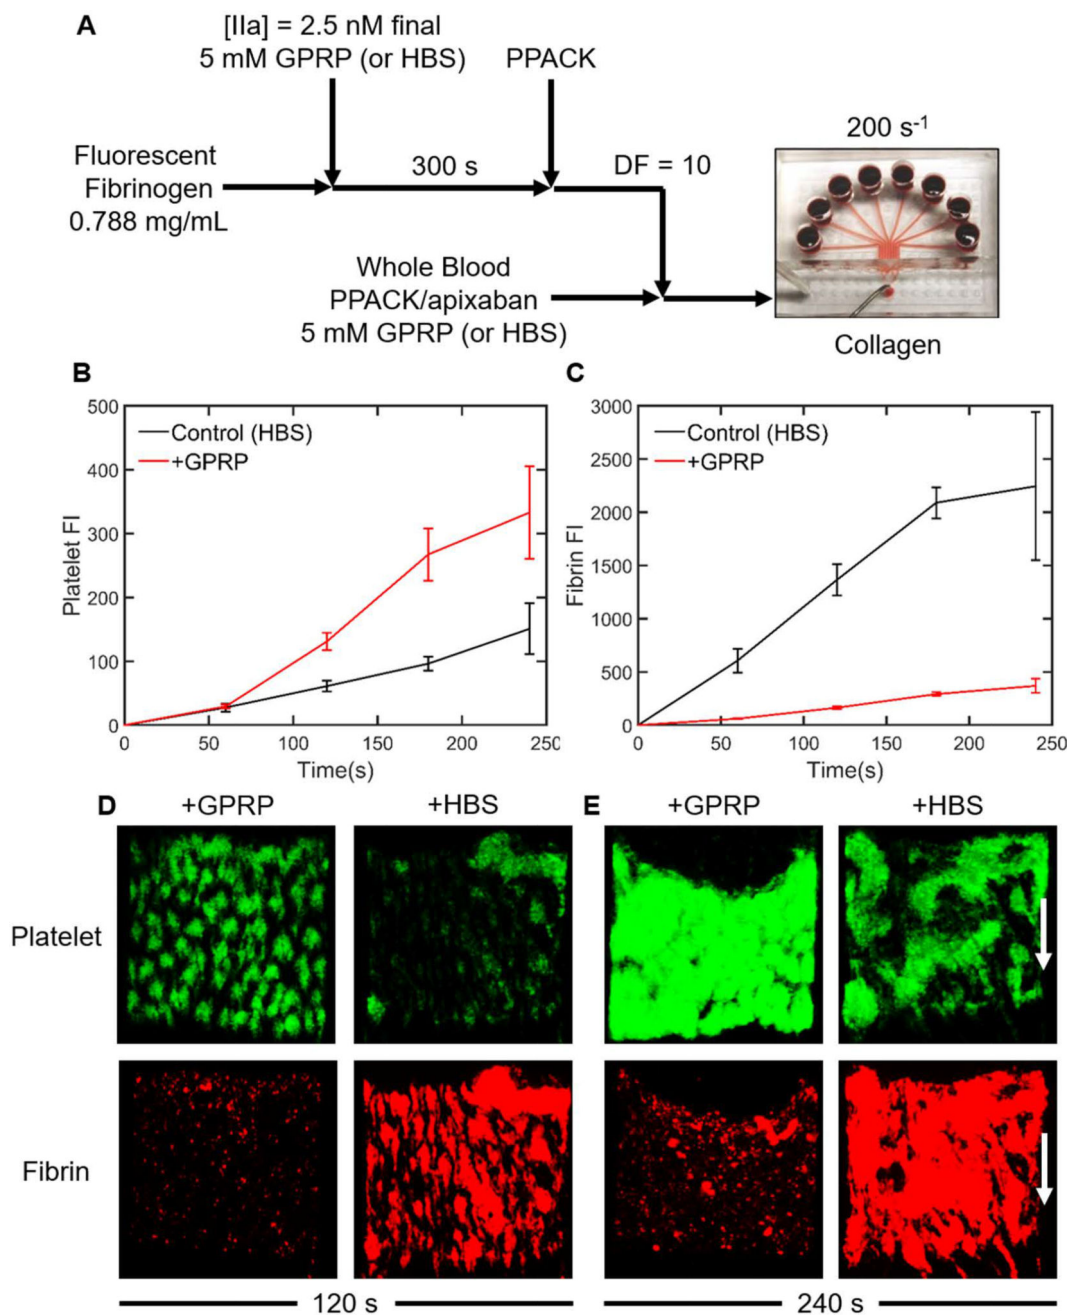 A
[IIa] = 2.5 nM final
5 mM GPRP (or HBS)
PPACK
Fluorescent
Fibrinogen
0.788 mg/mL
300 s
DF = 10
200 s⁻¹
Whole Blood
PPACK/apixaban
5 mM GPRP (or HBS)
Collagen
B
500
400
300
200
100
0
Platelet FI
Control (HBS)
+GPRP
0 50 100 150 200 250
Time(s)
C
3000
2500
2000
1500
1000
500
0
Fibrin FI
Control (HBS)
+GPRP
0 50 100 150 200 250
Time(s)
D +GPRP +HBS
E +GPRP +HBS
Platelet
Fibrin
120 s
240 s